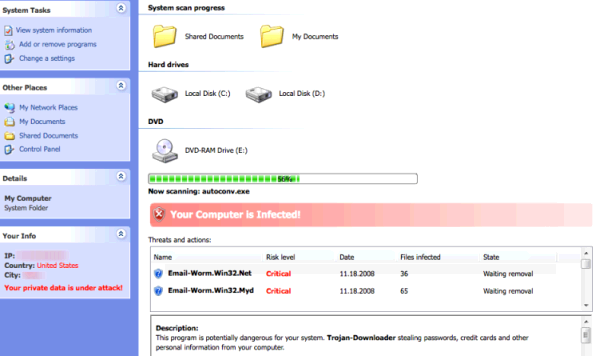 System Tasks
View system information
Add or remove programs
Change a settings
Other Places
My Network Places
My Documents
Shared Documents
Control Panel
Details
My Computer
System Folder
Your Info
IP:
Country: United States
City:
Your private data is under attack!
System scan progress
Shared Documents
My Documents
Hard drives
Local Disk (C:)
Local Disk (D:)
DVD
DVD-RAM Drive (E:)
56%
Now scanning: autoconv.exe
Your Computer is Infected!
Threats and actions:
Name Risk level Date Files infected State
Email-Worm.Win32.Net Critical 11.18.2008 36 Waiting removal
Email-Worm.Win32.Myd Critical 11.18.2008 65 Waiting removal
Description:
This program is potentially dangerous for your system. Trojan-Downloader stealing passwords, credit cards and other
personal information from your computer.